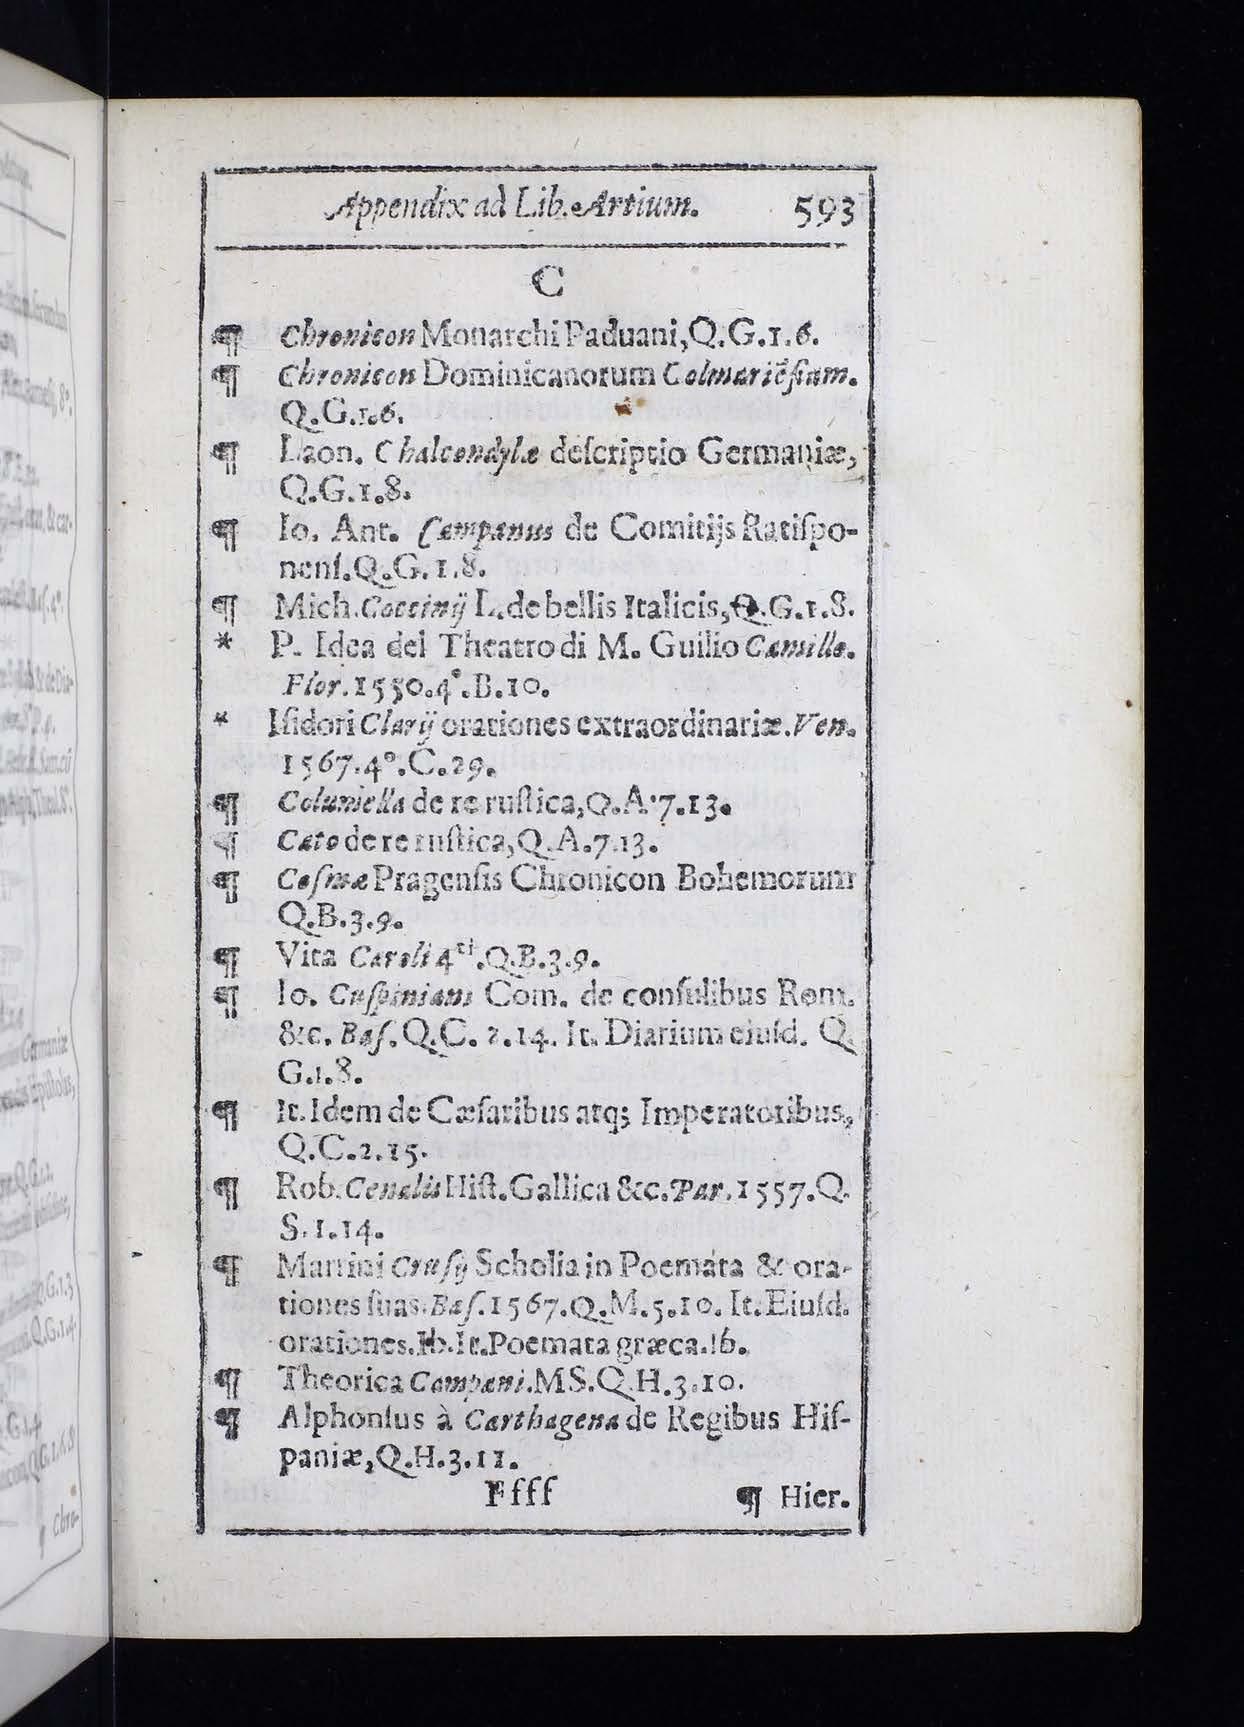 Appendix ad Lib. Artium. 593
C
¶ Chronicon Monarchi Paduani, Q.G.1.6.
¶ Chronicon Dominicanorum Colmariẽſium.
Q.G.1.6.
¶ Laon. Chalcondylæ deſcriptio Germaniæ,
Q.G.1.8.
¶ Io. Ant. Campanus de Comitijs Ratiſpo-
nenſ.Q.G.1.8.
¶ Mich. Coccinij L. de bellis Italicis, Q.G.1.8.
* P. Idea del Theatro di M. Guilio Camillo.
Flor. 1550.4°.B.10.
* Iſidori Clarij orationes extraordinariæ. Ven.
1567.4°.C.29.
¶ Columella de re ruſtica, Q.A.7.13.
¶ Cato de re ruſtica, Q.A.7.13.
¶ Coſmæ Pragenſis Chronicon Bohemorum
Q.B.3.9.
¶ Vita Caroli 4ti.Q.B.3.9.
¶ Io. Cuſpiniani Com. de conſulibus Rom.
&c. Baſ. Q.C. 2.14. It. Diarium eiuſd. Q.
G.1.8.
¶ It. Idem de Cæſaribus atq; Imperatoribus,
Q.C.2.15.
¶ Rob. Cenalis Hiſt. Gallica &c. Par. 1557.Q.
S.1.14.
¶ Martini Cruſij Scholia in Poemata & ora-
tiones ſuas. Baſ. 1567.Q.M.5.10. It. Eiuſd.
orationes. Ib. It. Poemata græca. Ib.
¶ Theorica Campani. MS.Q.H.3.10.
¶ Alphonſus à Carthagena de Regibus Hiſ-
paniæ, Q.H.3.11.
Ffff ¶ Hier.